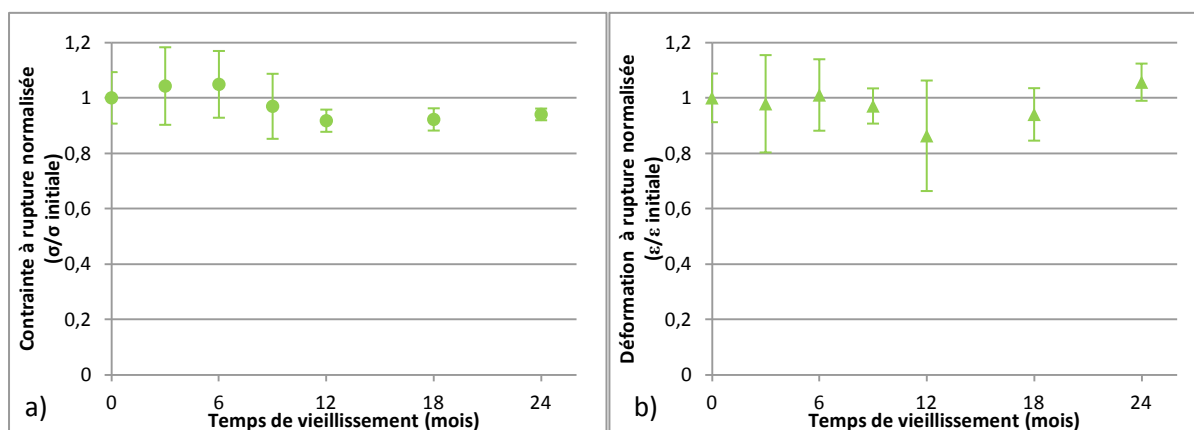 Contrainte à rupture normalisée
(σ/σ initiale)
1,2
1
0,8
0,6
0,4
0,2
0
0 6 12 18 24
Temps de vieillissement (mois)
a)
Déformation à rupture normalisée
(ε/ε initiale)
1,2
1
0,8
0,6
0,4
0,2
0
0 6 12 18 24
Temps de vieillissement (mois)
b)